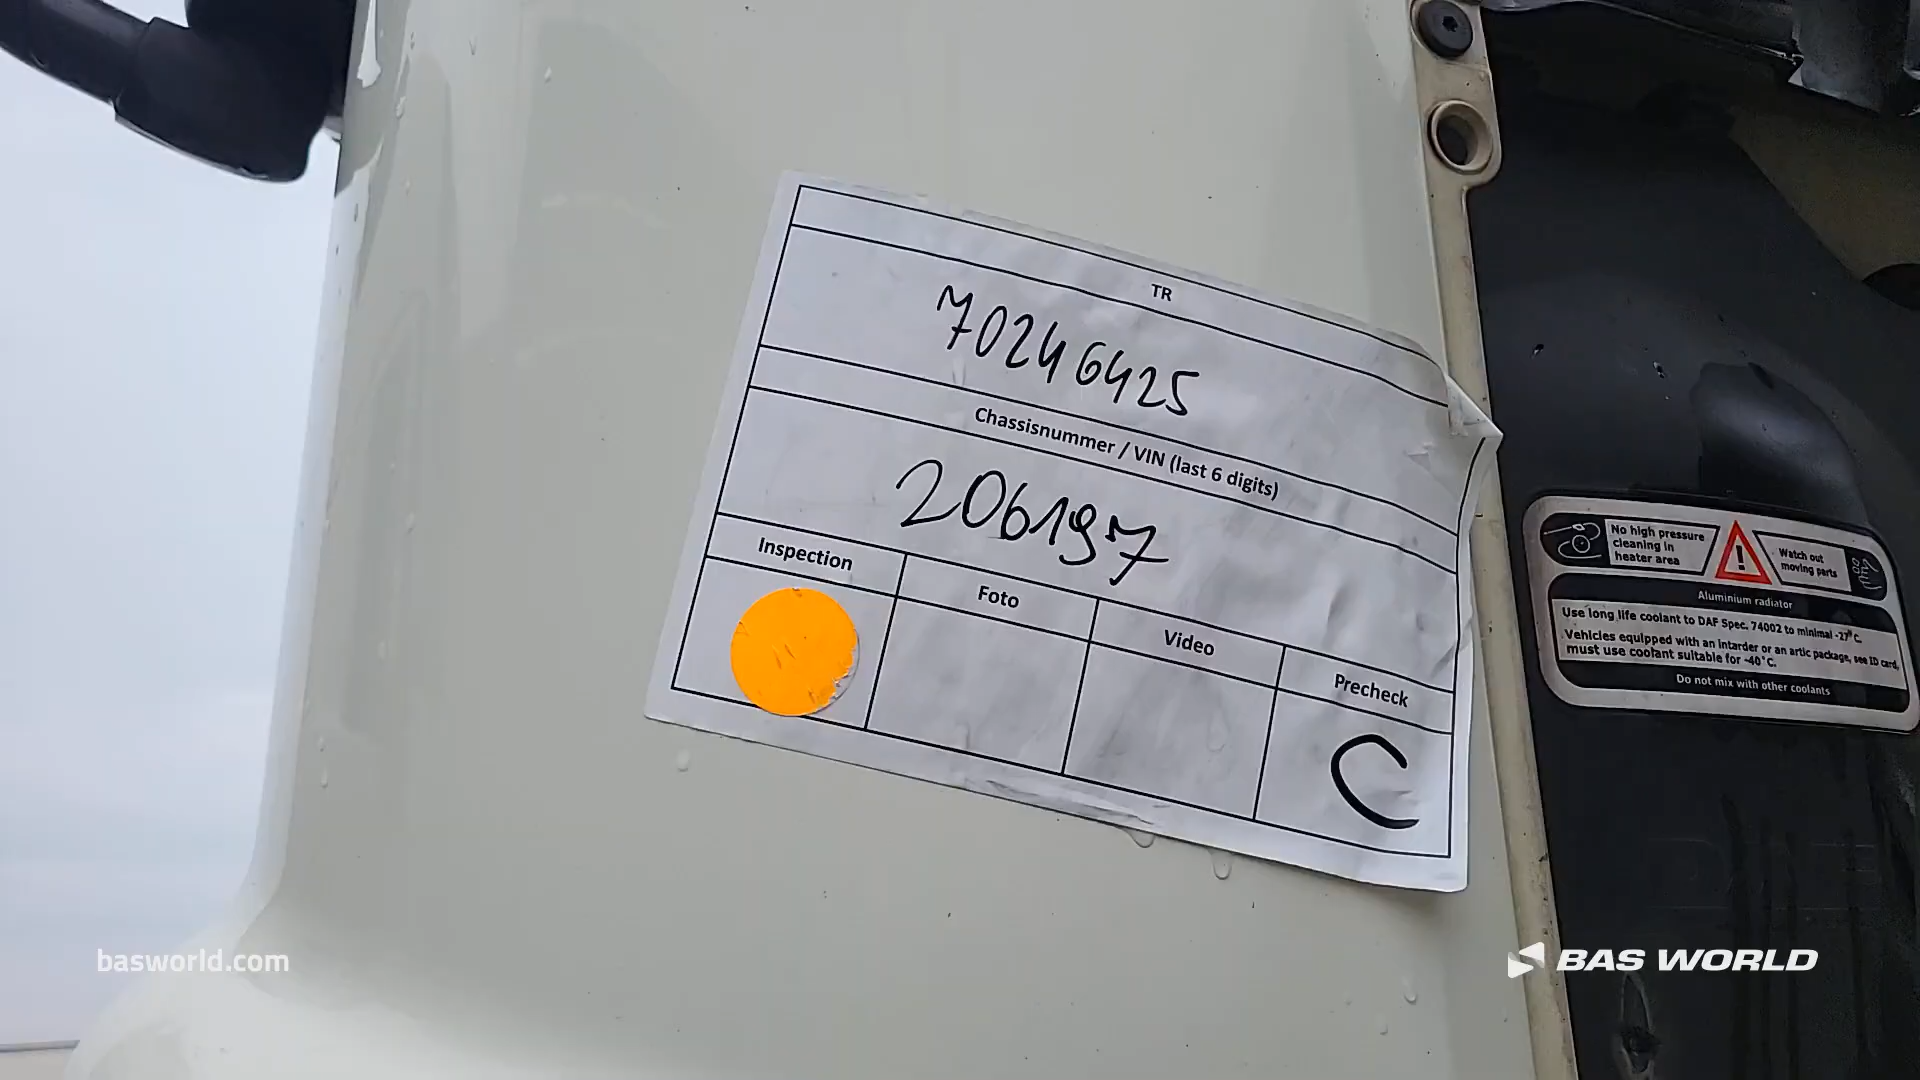 TR
70246425
Chassisnummer / VIN (last 6 digits)
206197
Inspection
Foto
Video
Precheck
C
No high pressure
cleaning in
heater area
Watch out
moving parts
Aluminium radiator
Use long life coolant to DAF Spec. 74002 to minimal -27°C.
Vehicles equipped with an intarder or an artic package, see ID card,
must use coolant suitable for -40°C.
Do not mix with other coolants
basworld.com
BAS WORLD